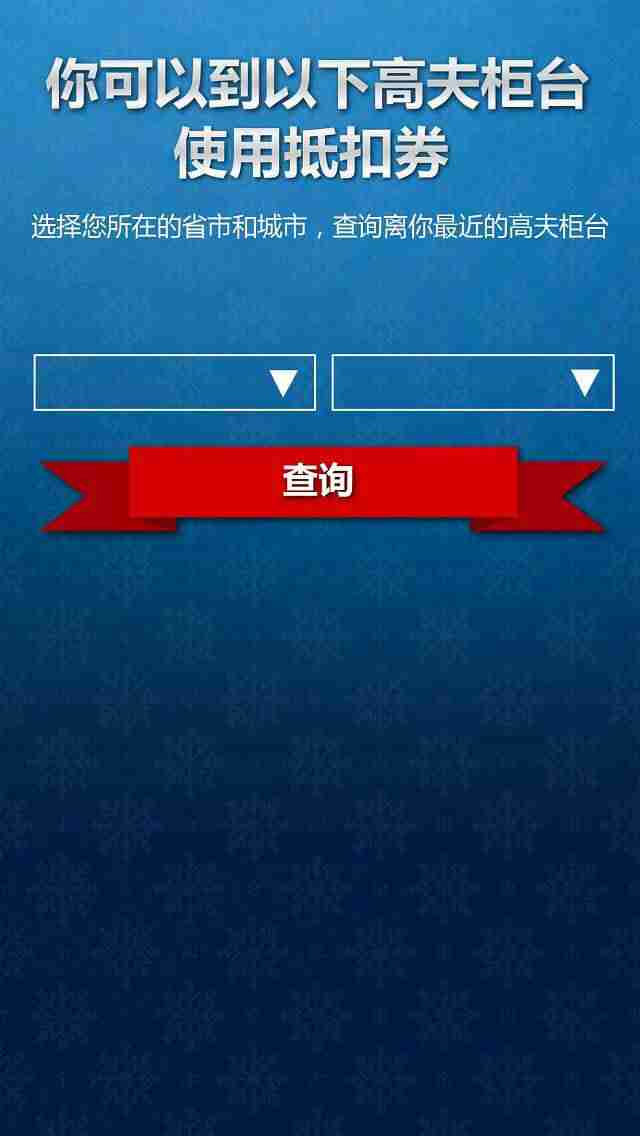 你可以到以下高夫柜台
使用抵扣券
选择您所在的省市和城市，查询离你最近的高夫柜台
查询